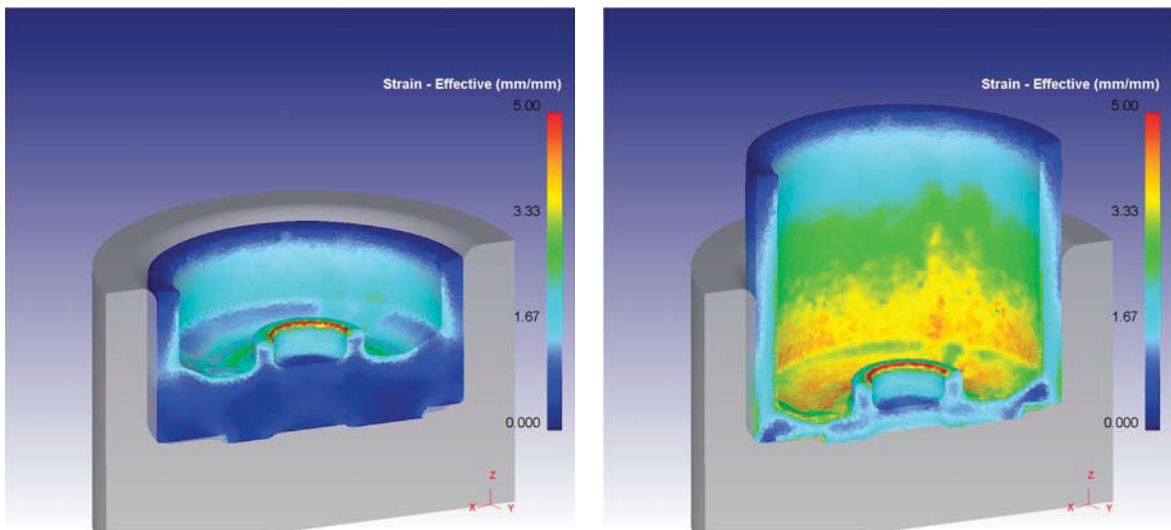 Strain - Effective (mm/mm)
5.00
3.33
1.67
0.000
Z
X
Y
Strain - Effective (mm/mm)
5.00
3.33
1.67
0.000
Z
X
Y